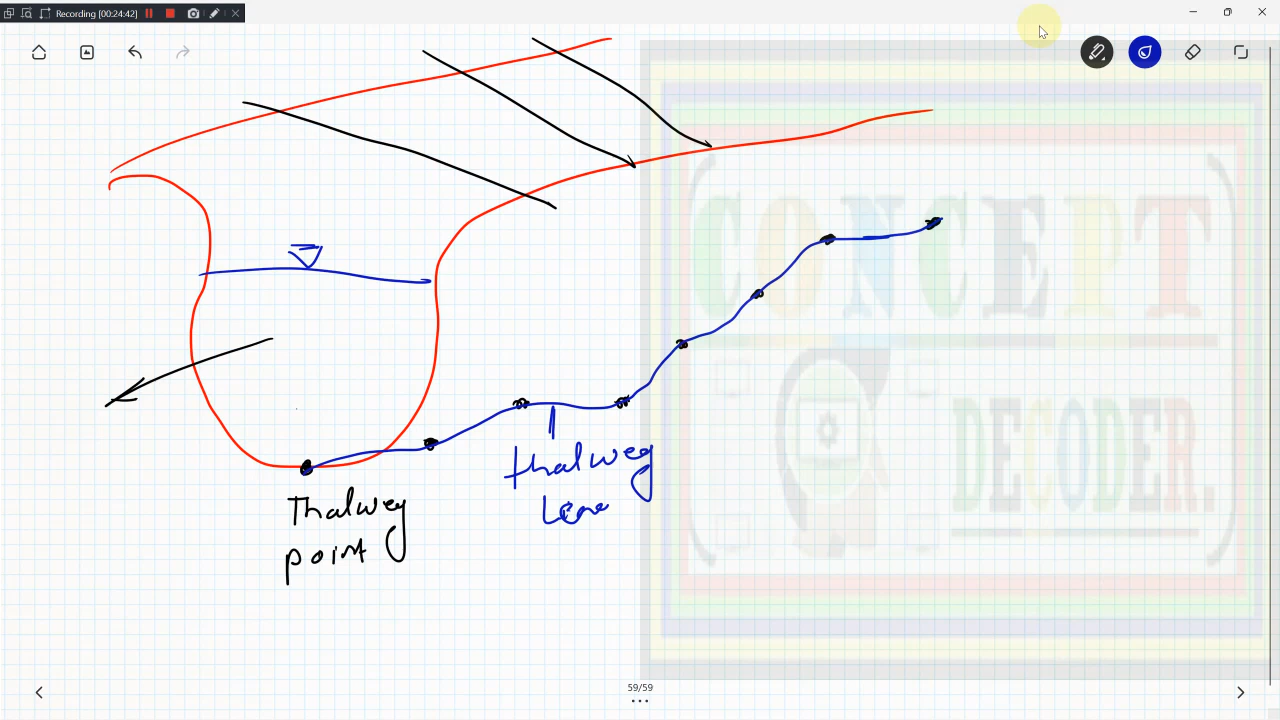 Recording [00:24:42]
CONCEPT
DECODER.
thalweg
Line
Thalweg
point
59/59